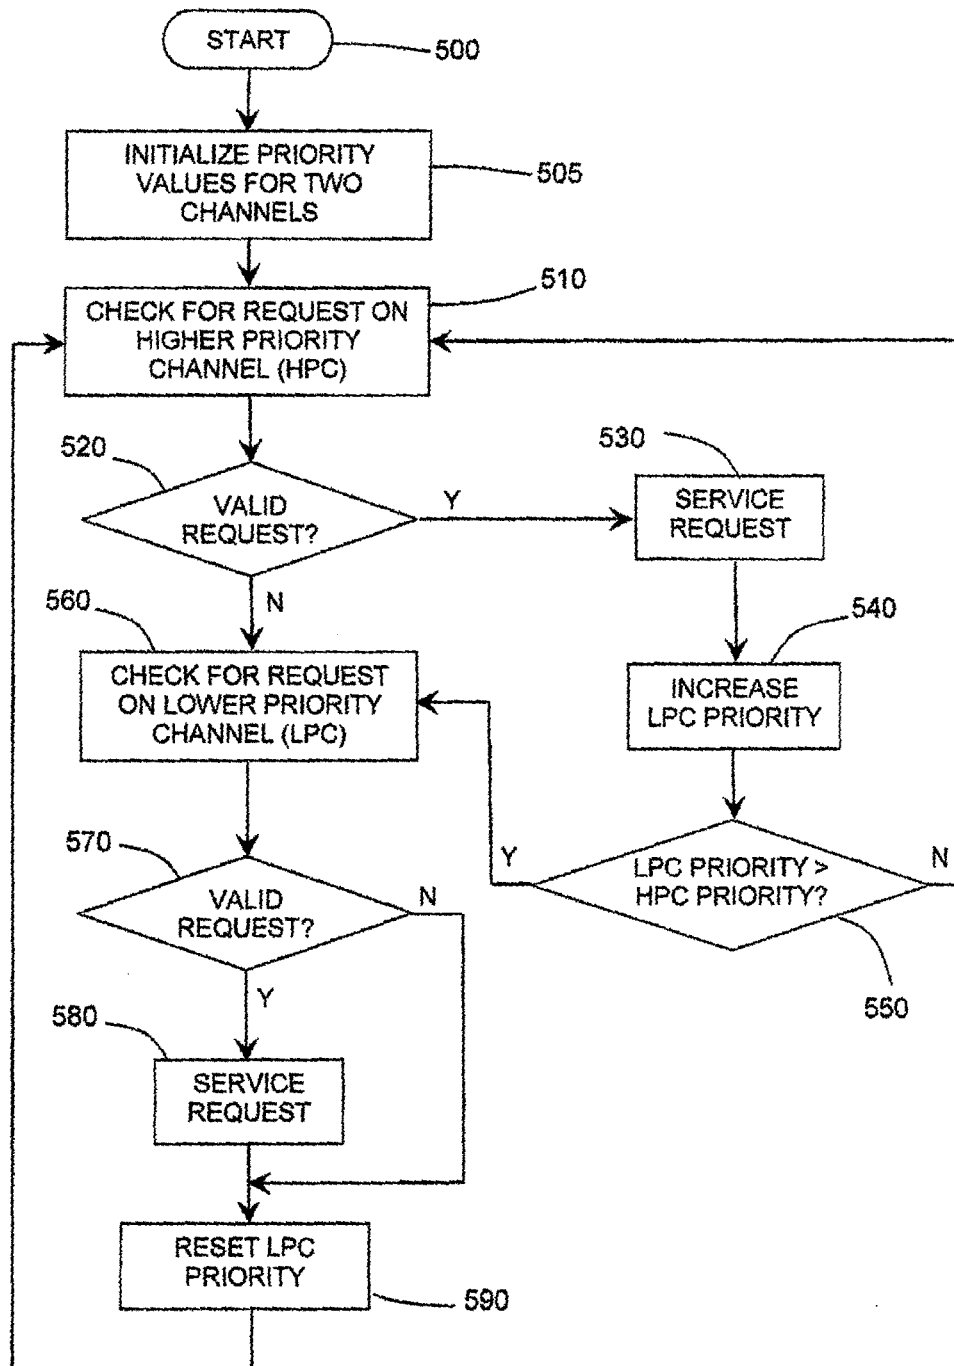 START
500
INITIALIZE PRIORITY
VALUES FOR TWO
CHANNELS
505
510
CHECK FOR REQUEST ON
HIGHER PRIORITY
CHANNEL (HPC)
520
VALID
REQUEST?
Y
530
SERVICE
REQUEST
N
560
540
CHECK FOR REQUEST
ON LOWER PRIORITY
CHANNEL (LPC)
INCREASE
LPC PRIORITY
570
VALID
REQUEST?
N
Y
LPC PRIORITY >
HPC PRIORITY?
N
550
Y
580
SERVICE
REQUEST
RESET LPC
PRIORITY
590